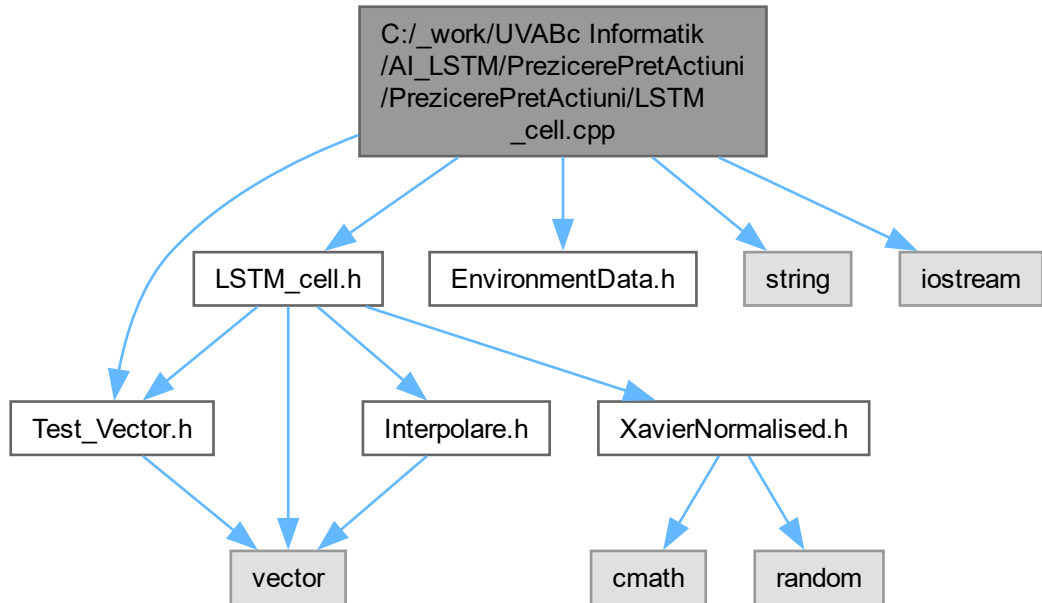 C:/_work/UVABc Informatik
/AI_LSTM/PrezicerePretActiuni
/PrezicerePretActiuni/LSTM
_cell.cpp
LSTM_cell.h
EnvironmentData.h
string
iostream
Test_Vector.h
Interpolare.h
XavierNormalised.h
vector
cmath
random